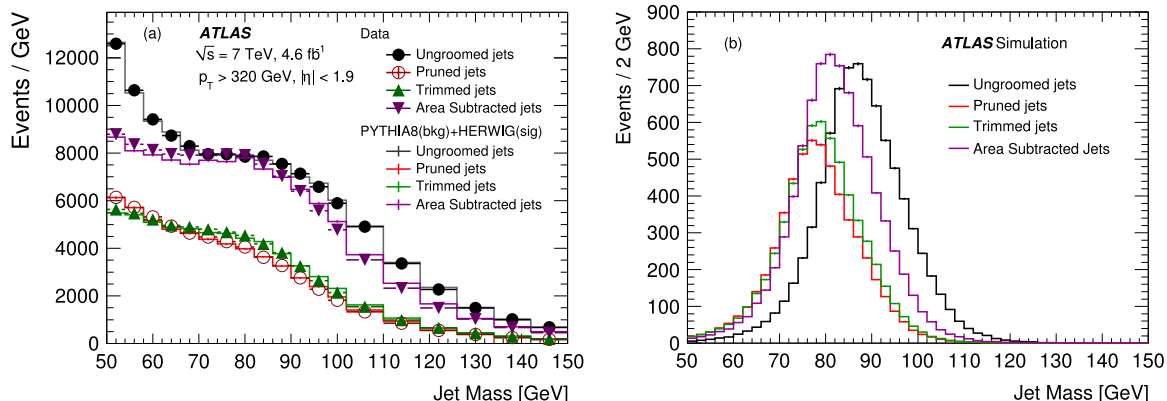 (a)
ATLAS
√s = 7 TeV, 4.6 fb⁻¹
p_T > 320 GeV, |η| < 1.9
Data
Ungroomed jets
Pruned jets
Trimmed jets
Area Subtracted jets
PYTHIA8(bkg)+HERWIG(sig)
Ungroomed jets
Pruned jets
Trimmed jets
Area Subtracted jets
Events / GeV
12000
10000
8000
6000
4000
2000
0
50 60 70 80 90 100 110 120 130 140 150
Jet Mass [GeV]
(b)
ATLAS Simulation
Ungroomed jets
Pruned jets
Trimmed jets
Area Subtracted Jets
Events / 2 GeV
900
800
700
600
500
400
300
200
100
0
50 60 70 80 90 100 110 120 130 140 150
Jet Mass [GeV]